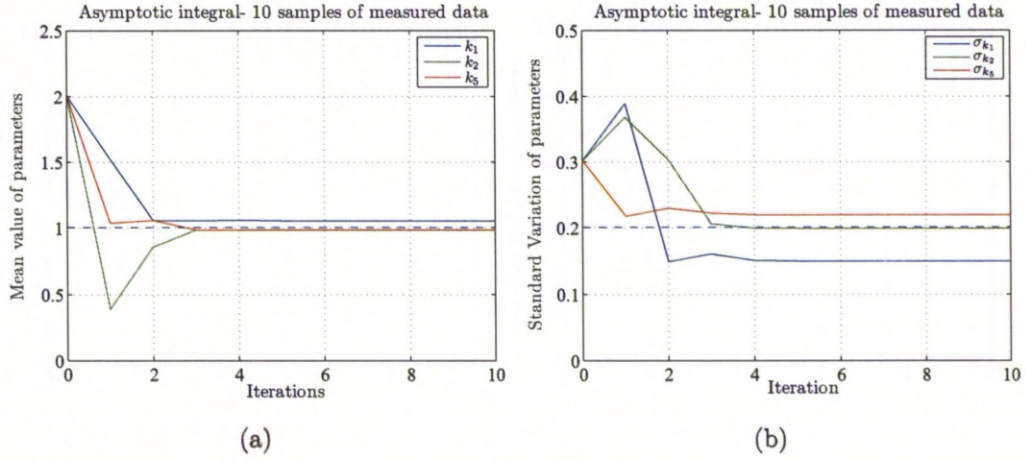 Asymptotic integral- 10 samples of measured data
2.5
2
1.5
1
0.5
0
0 2 4 6 8 10
Mean value of parameters
Iterations
k1
k2
k5
(a)
Asymptotic integral- 10 samples of measured data
0.5
0.4
0.3
0.2
0.1
0
0 2 4 6 8 10
Standard Variation of parameters
Iteration
σk1
σk2
σk5
(b)